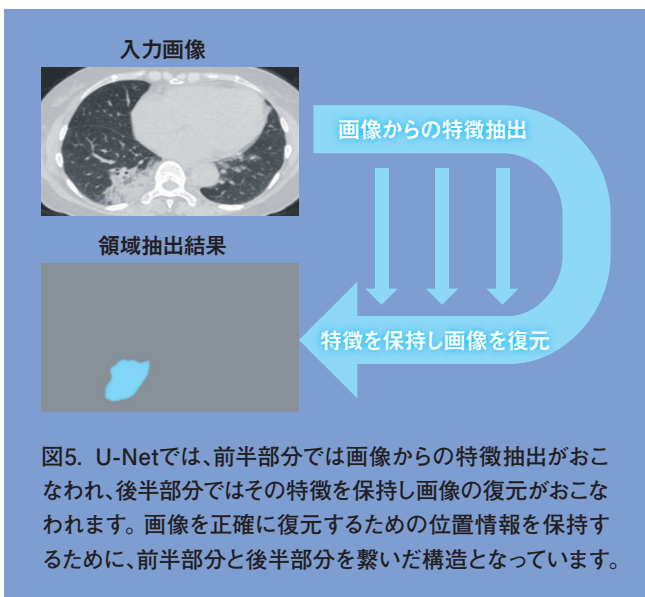 入力画像
画像からの特徴抽出
領域抽出結果
特徴を保持し画像を復元
図5. U-Netでは、前半部分では画像からの特徴抽出がおこ
なわれ、後半部分ではその特徴を保持し画像の復元がおこな
われます。画像を正確に復元するための位置情報を保持す
るために、前半部分と後半部分を繋いだ構造となっています。